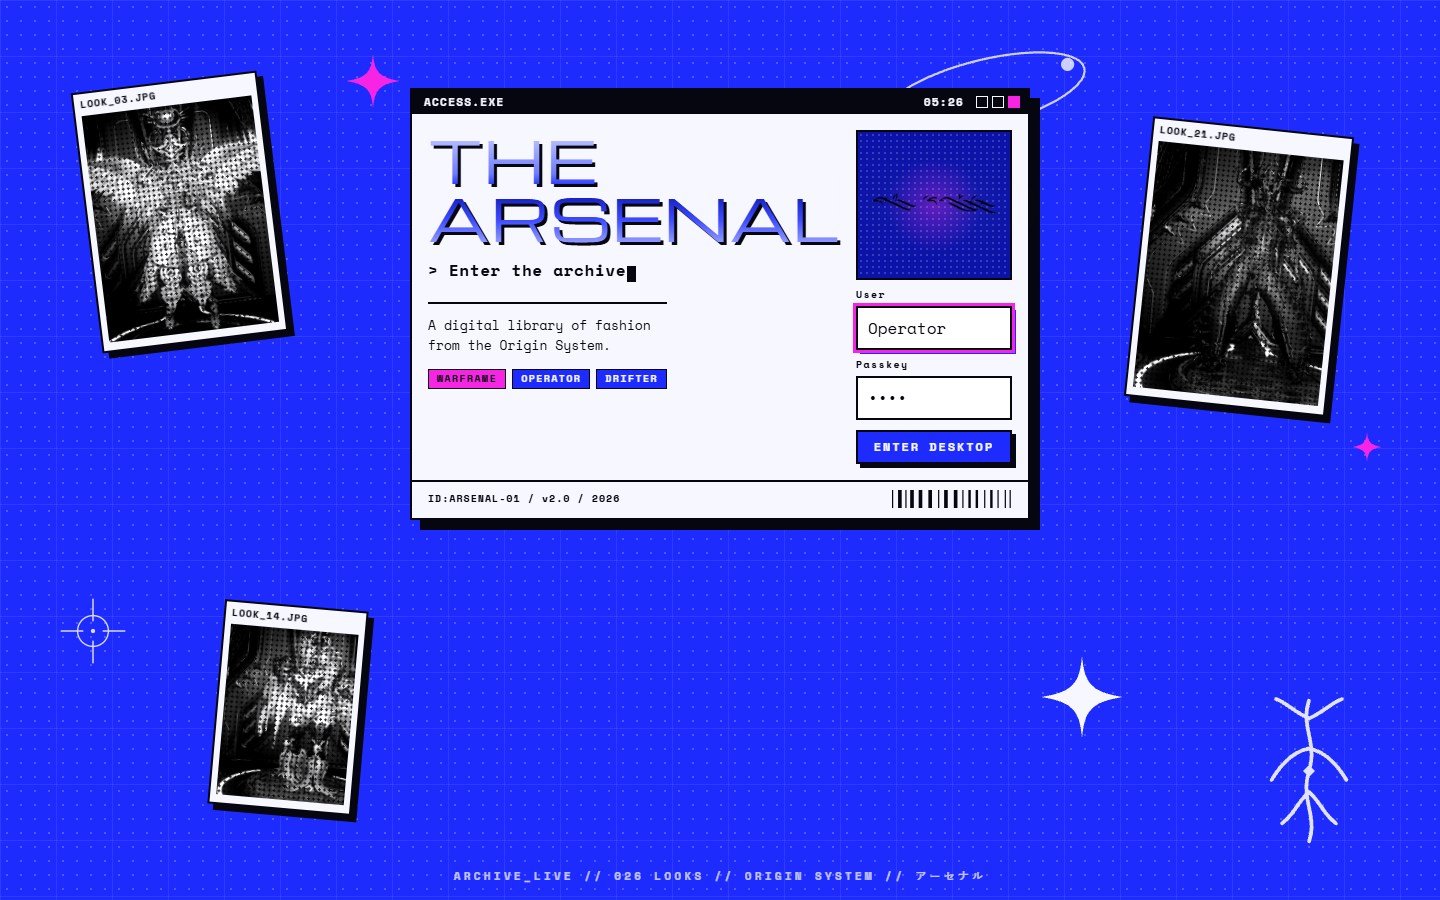 LOOK_03.JPG
ACCESS.EXE
05:26
LOOK_21.JPG
THE
ARSENAL
> Enter the archive
A digital library of fashion
from the Origin System.
WARFRAME
OPERATOR
DRIFTER
User
Operator
Passkey
••••
ENTER DESKTOP
ID:ARSENAL-01 / v2.0 / 2026
LOOK_14.JPG
ARCHIVE_LIVE // 026 LOOKS // ORIGIN SYSTEM // アーセナル